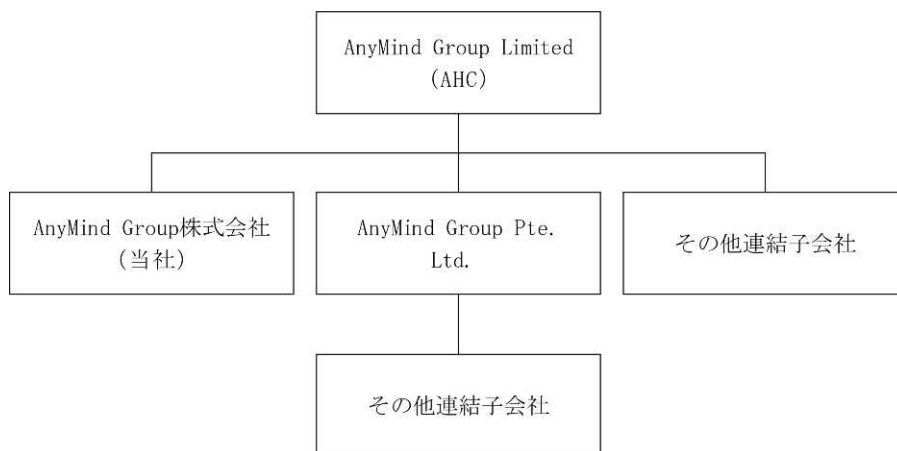 AnyMind Group Limited
(AHC)
AnyMind Group株式会社
(当社)
AnyMind Group Pte.
Ltd.
その他連結子会社
その他連結子会社